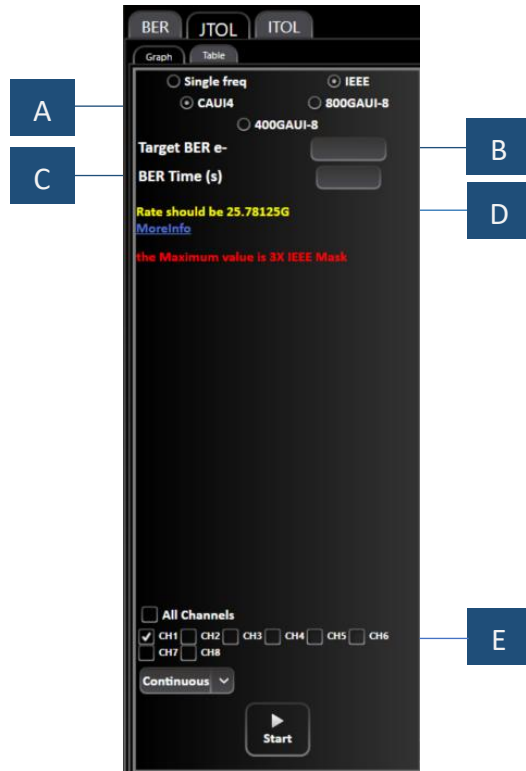 BER JTOL ITOL
Graph Table
Single freq IEEE
A CAUI4 800GAUI-8
400GAUI-8
Target BER e- B
C BER Time (s)
Rate should be 25.78125G D
MoreInfo
the Maximum value is 3X IEEE Mask
All Channels
CH1 CH2 CH3 CH4 CH5 CH6 E
CH7 CH8
Continuous
Start